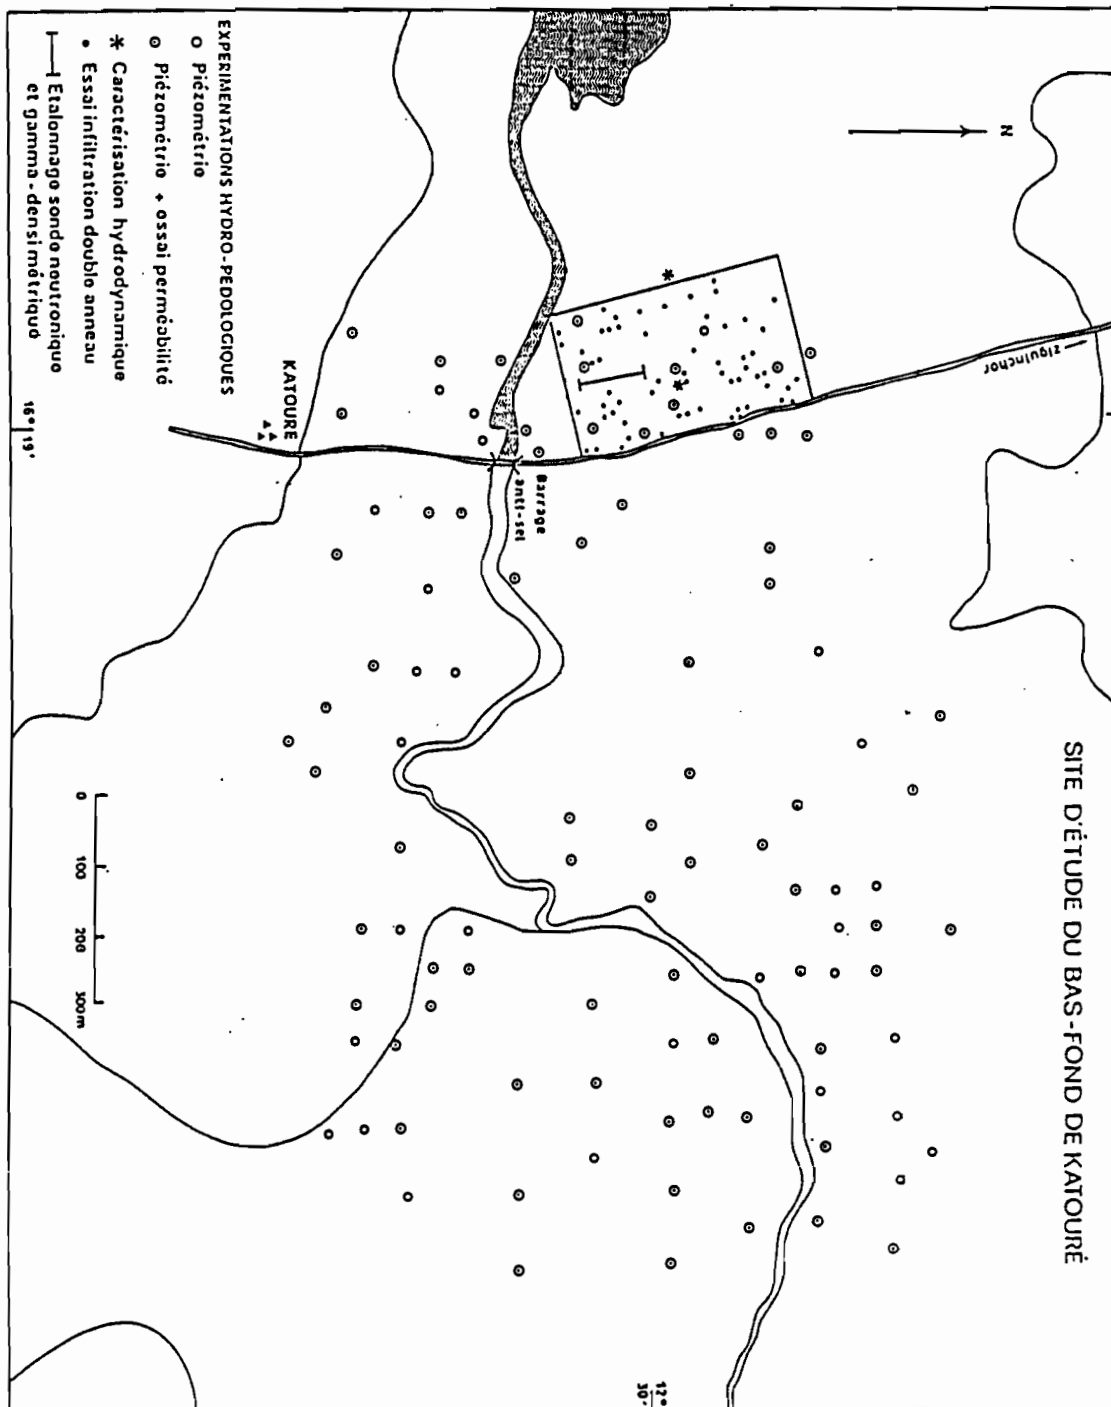 SITE D'ÉTUDE DU BAS-FOND DE KATOURÉ
N
ziguinchor
Barrage
anti-sel
KATOURE
12°
30'
16° 19'
0 100 200 300m
EXPERIMENTATIONS HYDRO-PEDOLOGIQUES
Piézométrie
Piézométrie + essai perméabilité
* Caractérisation hydrodynamique
• Essai infiltration double anneau
Etalonnage sonde neutronique
et gamma-densimétrique